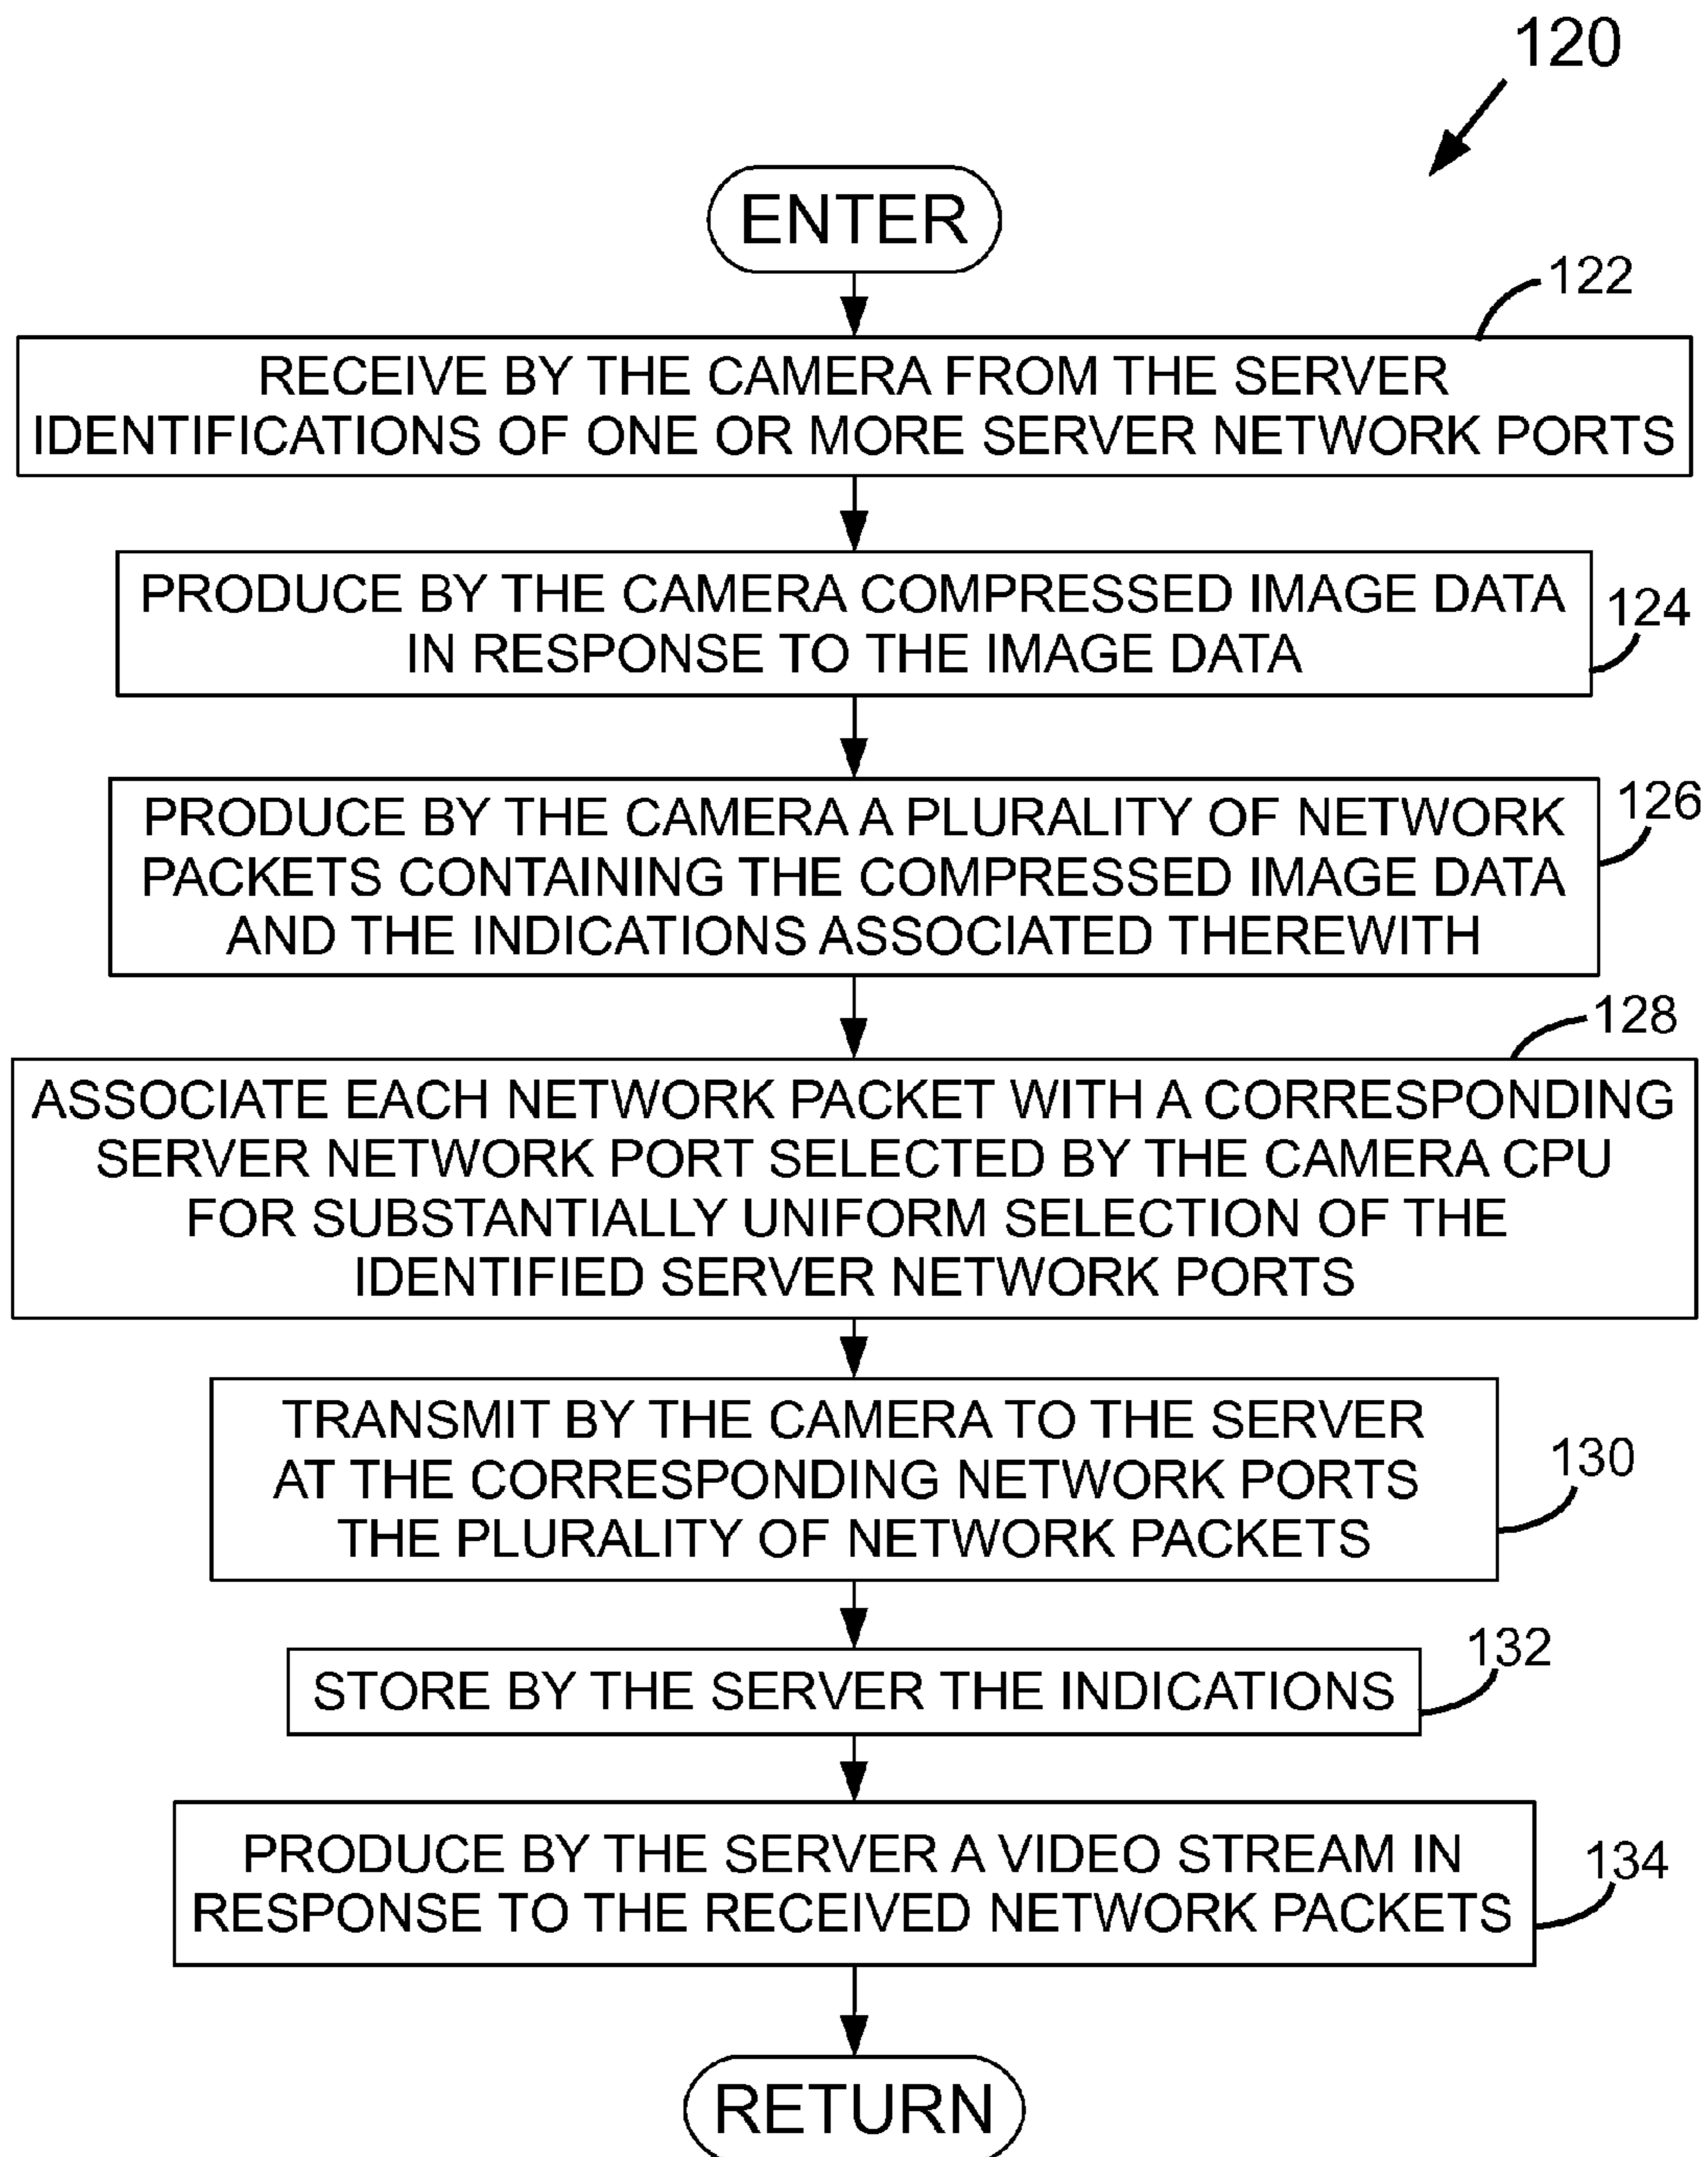 120
ENTER
122
RECEIVE BY THE CAMERA FROM THE SERVER
IDENTIFICATIONS OF ONE OR MORE SERVER NETWORK PORTS
PRODUCE BY THE CAMERA COMPRESSED IMAGE DATA
IN RESPONSE TO THE IMAGE DATA
124
PRODUCE BY THE CAMERA A PLURALITY OF NETWORK
PACKETS CONTAINING THE COMPRESSED IMAGE DATA
AND THE INDICATIONS ASSOCIATED THEREWITH
126
128
ASSOCIATE EACH NETWORK PACKET WITH A CORRESPONDING
SERVER NETWORK PORT SELECTED BY THE CAMERA CPU
FOR SUBSTANTIALLY UNIFORM SELECTION OF THE
IDENTIFIED SERVER NETWORK PORTS
TRANSMIT BY THE CAMERA TO THE SERVER
AT THE CORRESPONDING NETWORK PORTS
THE PLURALITY OF NETWORK PACKETS
130
STORE BY THE SERVER THE INDICATIONS
132
PRODUCE BY THE SERVER A VIDEO STREAM IN
RESPONSE TO THE RECEIVED NETWORK PACKETS
134
RETURN